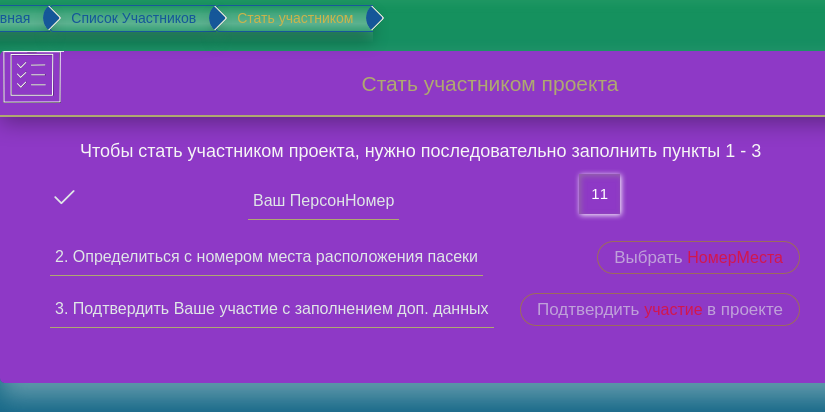 вная Список Участников Стать участником
Стать участником проекта
Чтобы стать участником проекта, нужно последовательно заполнить пункты 1 - 3
Ваш ПерсонНомер 11
2. Определиться с номером места расположения пасеки Выбрать НомерМеста
3. Подтвердить Ваше участие с заполнением доп. данных Подтвердить участие в проекте